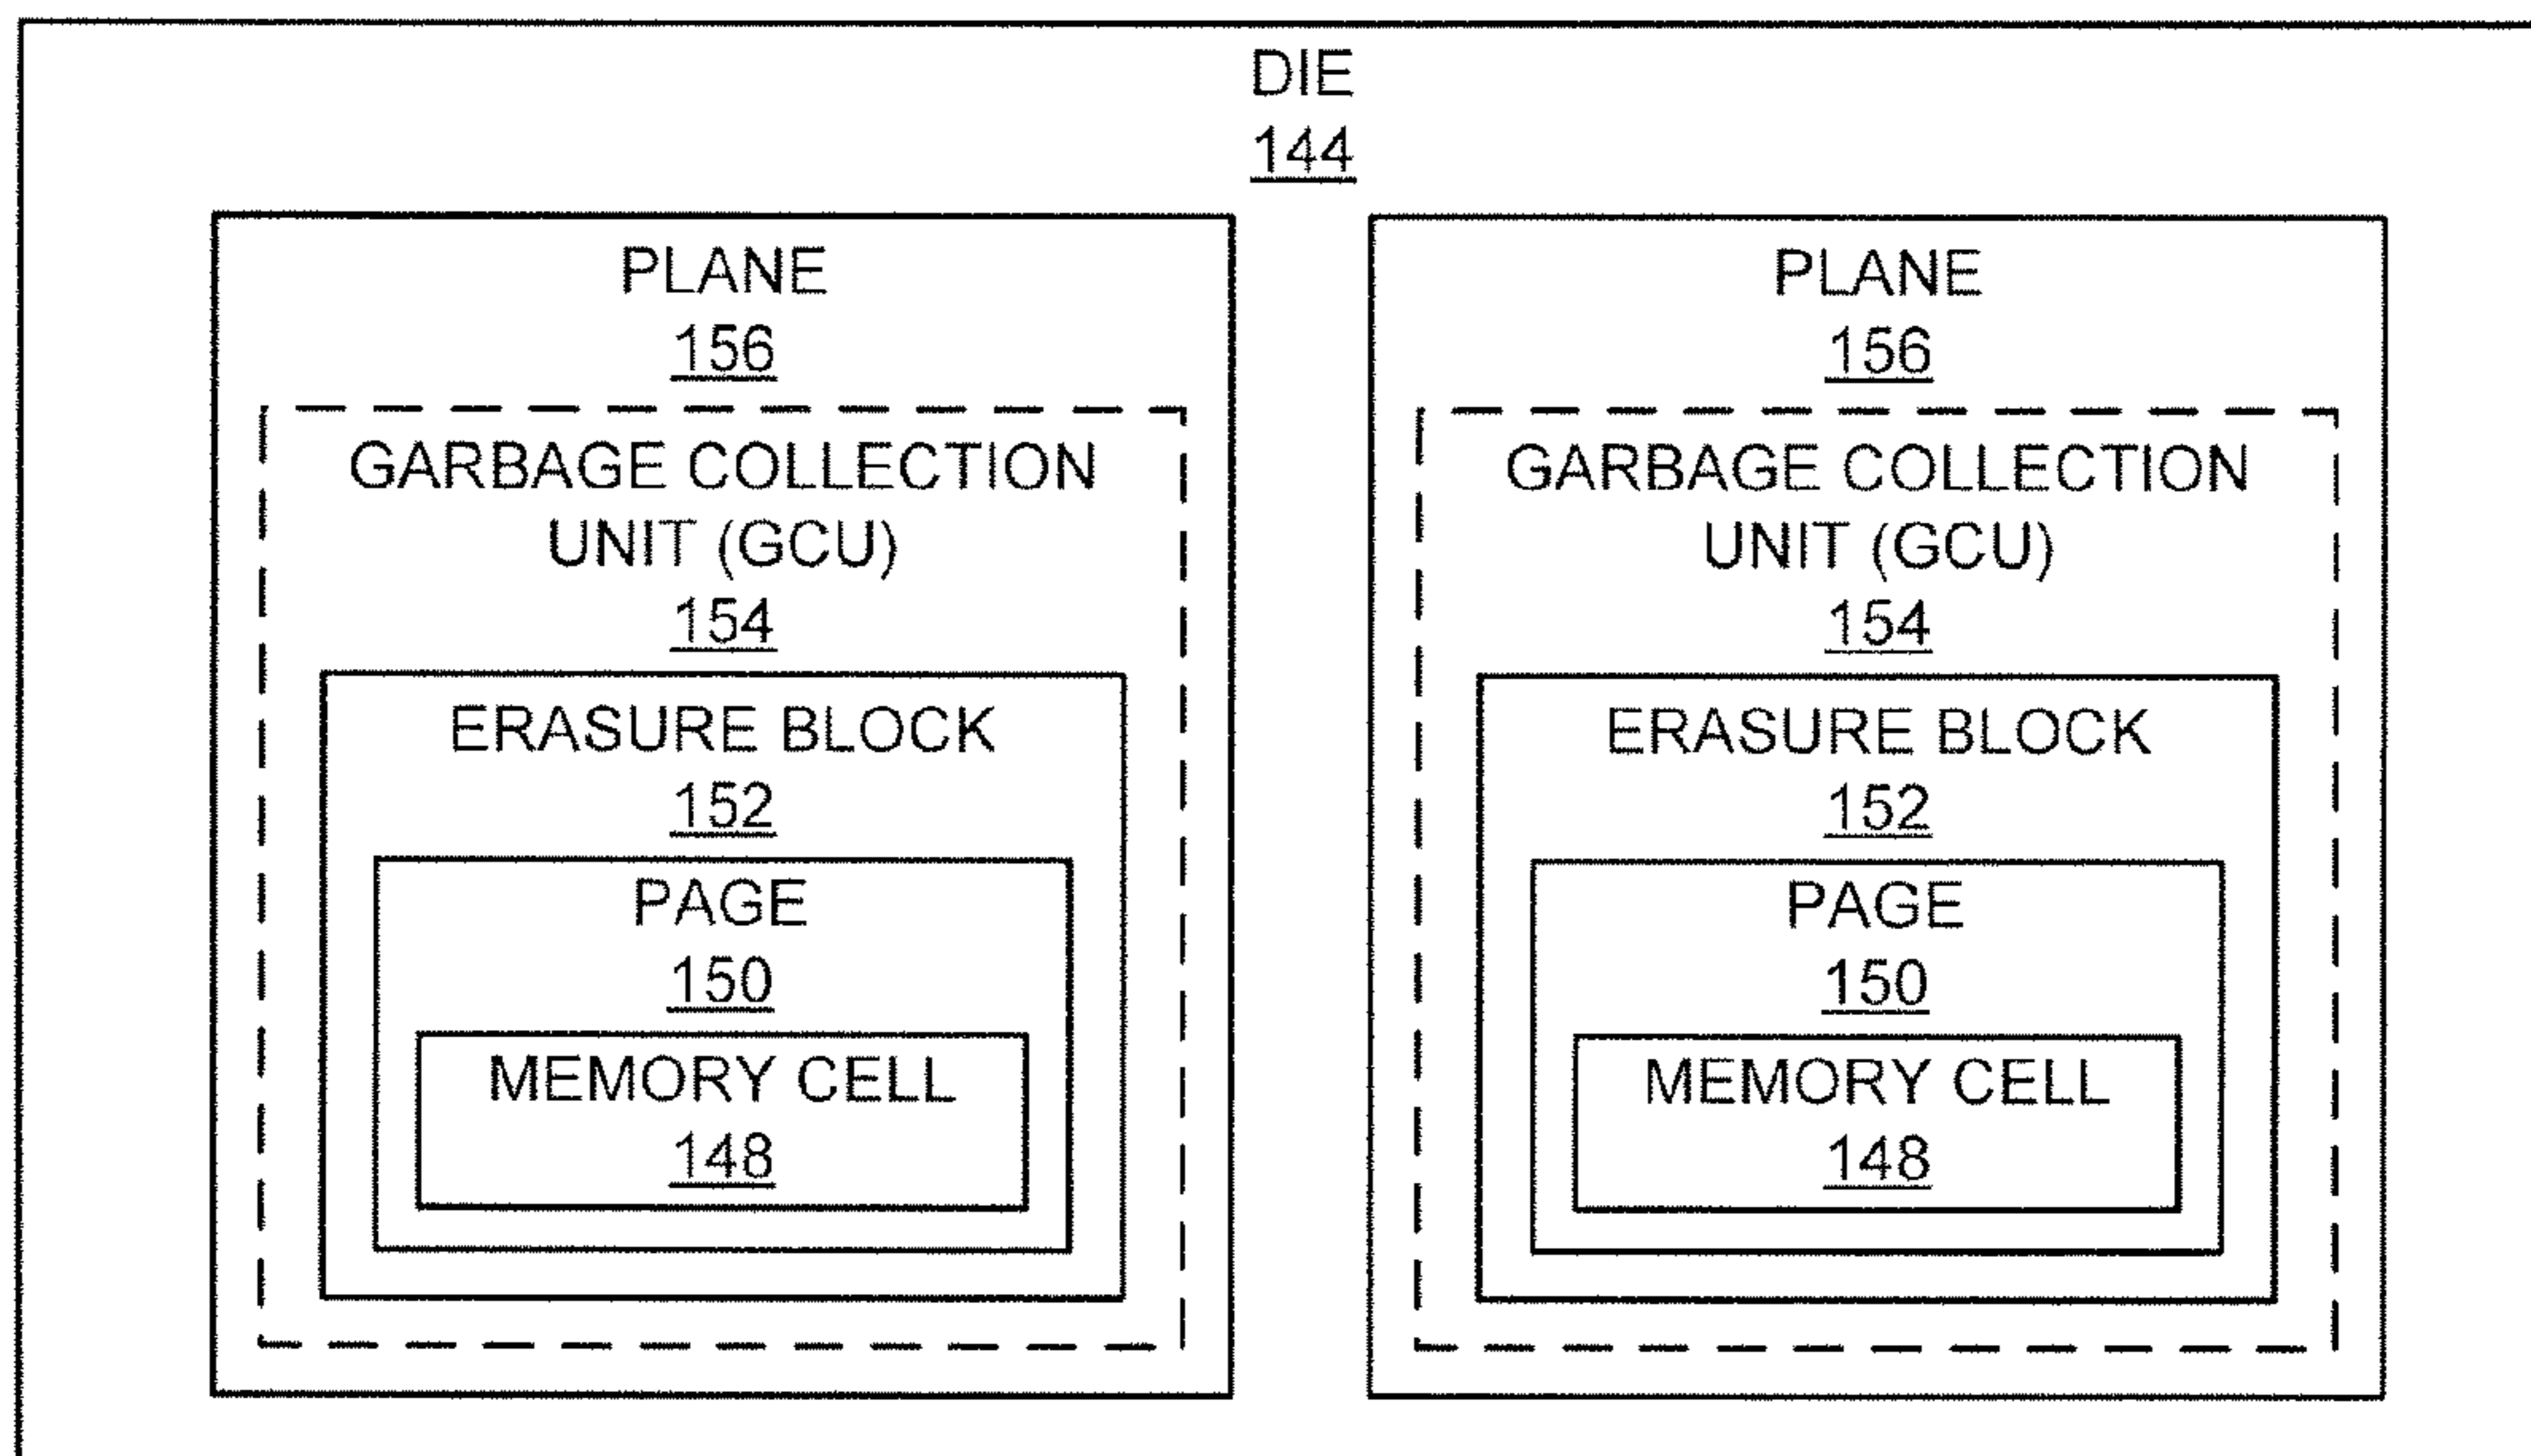 DIE
144
PLANE
156
GARBAGE COLLECTION
UNIT (GCU)
154
ERASURE BLOCK
152
PAGE
150
MEMORY CELL
148
PLANE
156
GARBAGE COLLECTION
UNIT (GCU)
154
ERASURE BLOCK
152
PAGE
150
MEMORY CELL
148